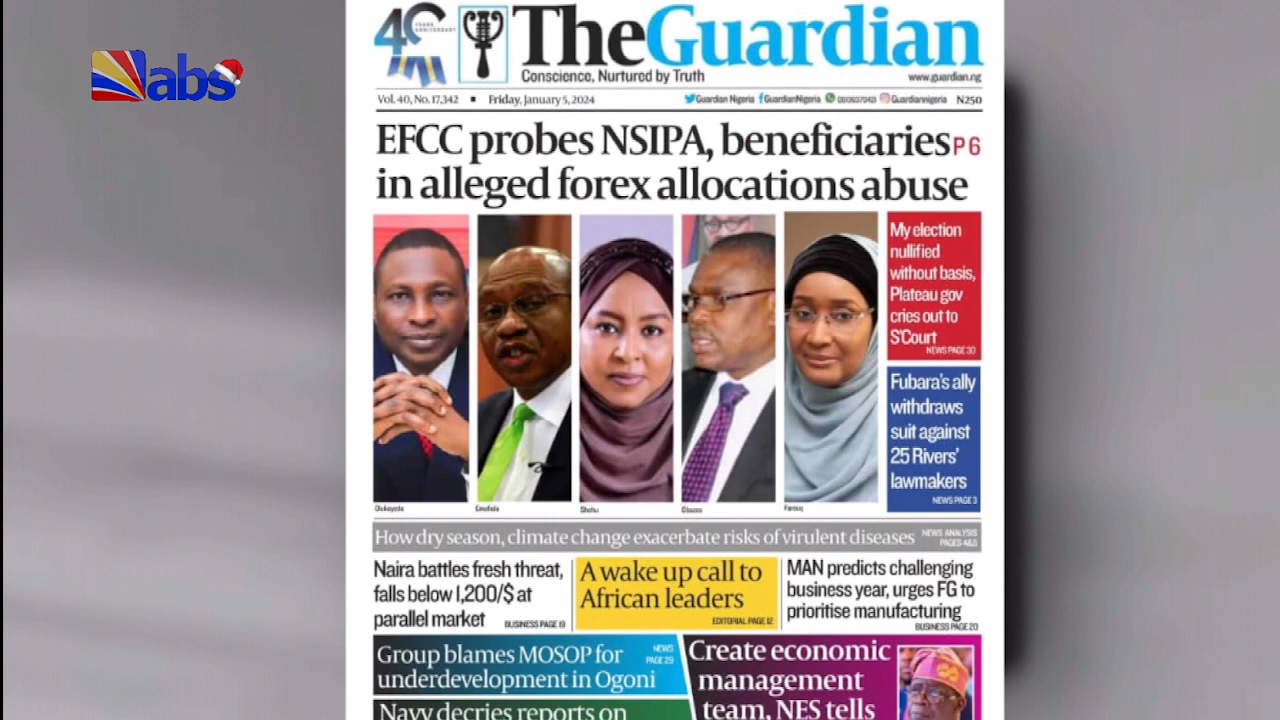 abs
40 YEARS
ANNIVERSARY
TheGuardian
Conscience, Nurtured by Truth
www.guardian.ng
Vol. 40, No. 17,342 ■ Friday, January 5, 2024
Guardian Nigeria GuardianNigeria Guardiannigeria N250
EFCC probes NSIPA, beneficiaries P 6
in alleged forex allocations abuse
Olukoyede Emefiele Shehu Farouq
My election
nullified
without basis,
Plateau gov
cries out to
S'Court
NEWS PAGE 30
Fubara's ally
withdraws
suit against
25 Rivers'
lawmakers
NEWS PAGE 3
How dry season, climate change exacerbate risks of virulent diseases
NEWS ANALYSIS
PAGES 4&5
Naira battles fresh threat,
falls below 1,200/$ at
parallel market BUSINESS PAGE 19
A wake up call to
African leaders
EDITORIAL PAGE 12
MAN predicts challenging
business year, urges FG to
prioritise manufacturing
BUSINESS PAGE 20
Group blames MOSOP for
underdevelopment in Ogoni
NEWS
PAGE 29
Create economic
management
team, NES tells
Navy decries reports on